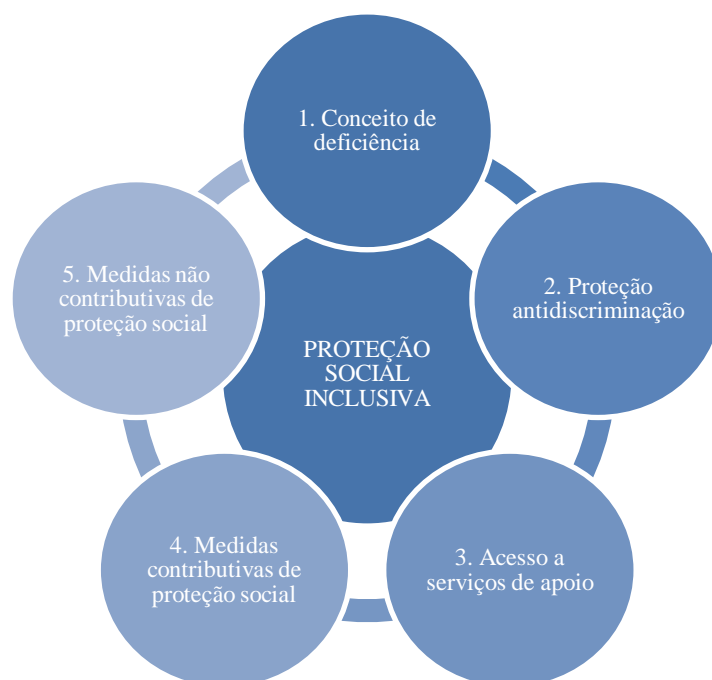 1. Conceito de
deficiência
2. Proteção
antidiscriminação
3. Acesso a
serviços de apoio
4. Medidas
contributivas de
proteção social
5. Medidas não
contributivas de
proteção social
PROTEÇÃO
SOCIAL
INCLUSIVA